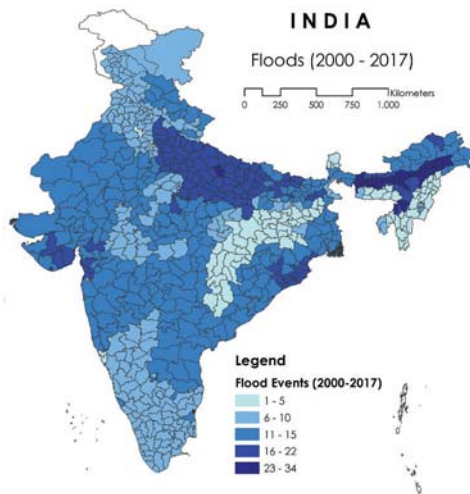 INDIA
Floods (2000 - 2017)
Kilometers
0 125 250 500 750 1,000
Legend
Flood Events (2000-2017)
1 - 5
6 - 10
11 - 15
16 - 22
23 - 34